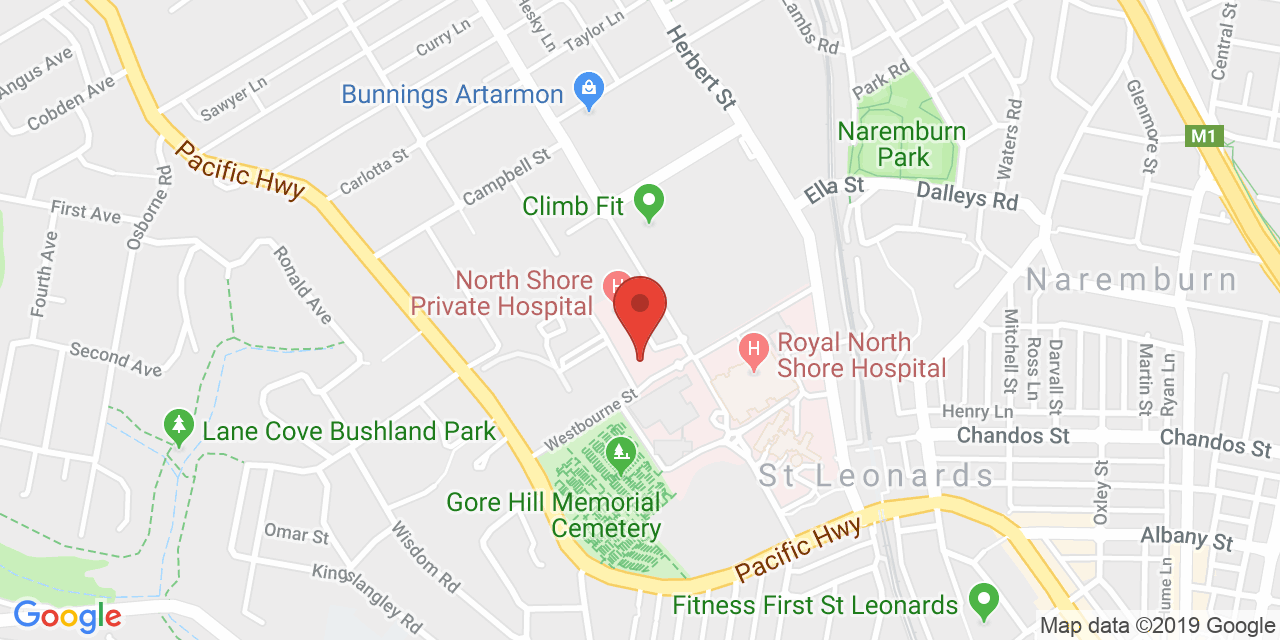 Hesky Ln
Curry Ln
Taylor Ln
Lambs Rd
Central St
Angus Ave
Cobden Ave
Sawyer Ln
Herbert St
Park Rd
Glenmore St
Waters Rd
Bunnings Artarmon
Naremburn
Park
M1
Pacific Hwy
Carlotta St
Campbell St
Osborne Rd
First Ave
Climb Fit
Ella St
Dalleys Rd
Fourth Ave
Ronald Ave
North Shore
Private Hospital
H
Naremburn
Second Ave
H
Royal North
Shore Hospital
Mitchell St
Ross Ln
Darvall St
Martin St
Ryan Ln
Westbourne St
Henry Ln
Chandos St
Chandos St
Lane Cove Bushland Park
St Leonards
Oxley St
Gore Hill Memorial
Cemetery
Omar St
Wisdom Rd
Kingslangley Rd
Pacific Hwy
Albany St
Hume Ln
Fitness First St Leonards
Google
Map data ©2019 Google